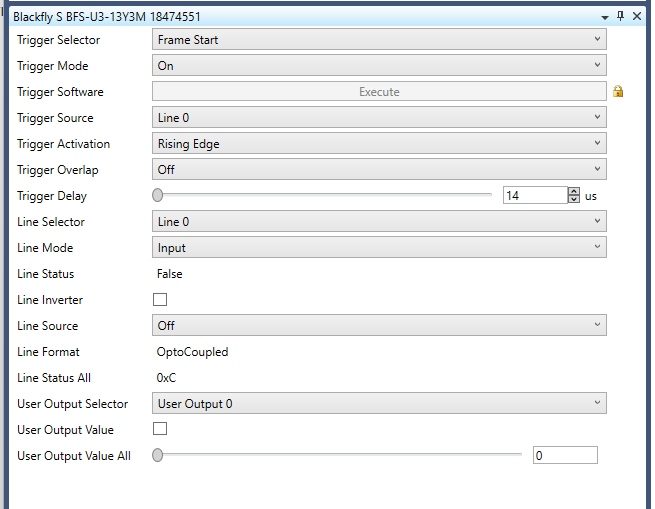 Blackfly S BFS-U3-13Y3M 18474551
Trigger Selector Frame Start
Trigger Mode On
Trigger Software Execute
Trigger Source Line 0
Trigger Activation Rising Edge
Trigger Overlap Off
Trigger Delay 14 us
Line Selector Line 0
Line Mode Input
Line Status False
Line Inverter
Line Source Off
Line Format OptoCoupled
Line Status All 0xC
User Output Selector User Output 0
User Output Value
User Output Value All 0